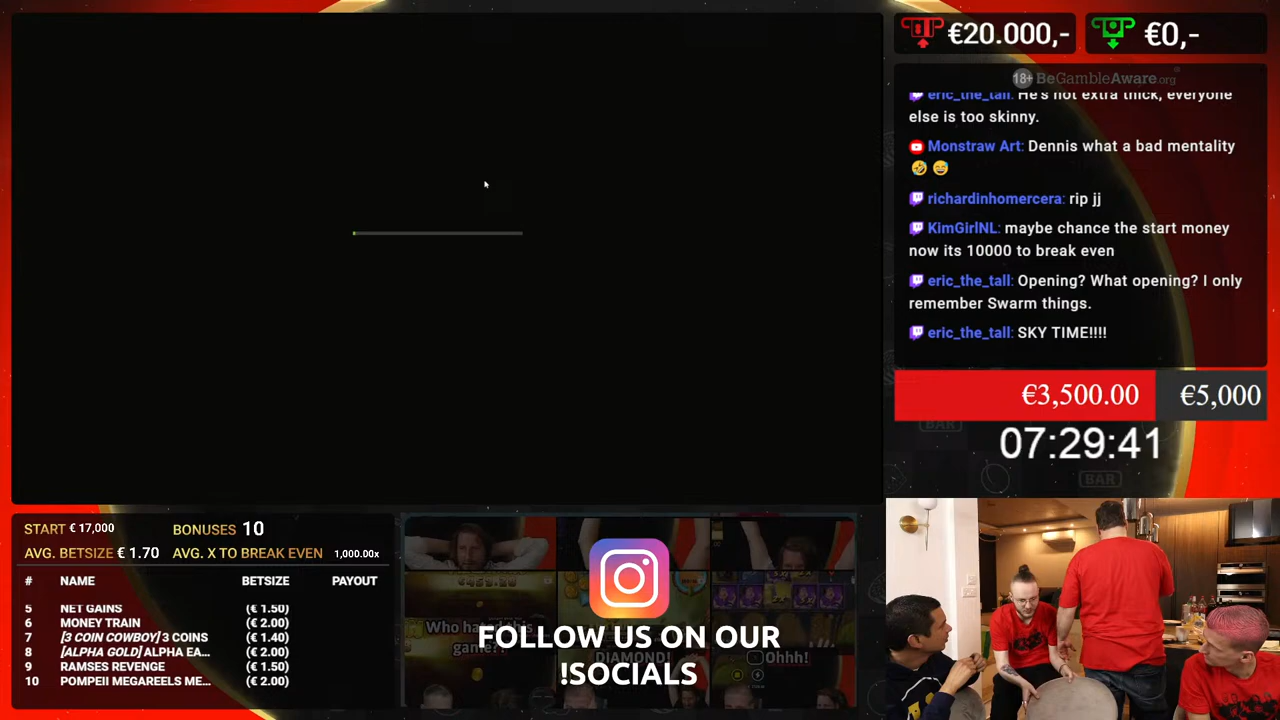 €20.000,-
€0,-
18+ BeGambleAware.org
eric_the_tall: He's not extra thick, everyone
else is too skinny.
Monstraw Art: Dennis what a bad mentality
🤣 😅
richardinhomercera: rip jj
KimGirlNL: maybe chance the start money
now its 10000 to break even
eric_the_tall: Opening? What opening? I only
remember Swarm things.
eric_the_tall: SKY TIME!!!!
€3,500.00
€5,000
BAR
07:29:41
BAR
START € 17,000
BONUSES 10
AVG. BETSIZE € 1.70
AVG. X TO BREAK EVEN 1,000.00x
# NAME BETSIZE PAYOUT
5 NET GAINS (€ 1.50)
6 MONEY TRAIN (€ 2.00)
7 [3 COIN COWBOY] 3 COINS (€ 1.40)
8 [ALPHA GOLD] ALPHA EA... (€ 2.00)
9 RAMSES REVENGE (€ 1.50)
10 POMPEII MEGAREELS ME... (€ 2.00)
FOLLOW US ON OUR
!SOCIALS
game?
DIAMOND!
Ohhh!